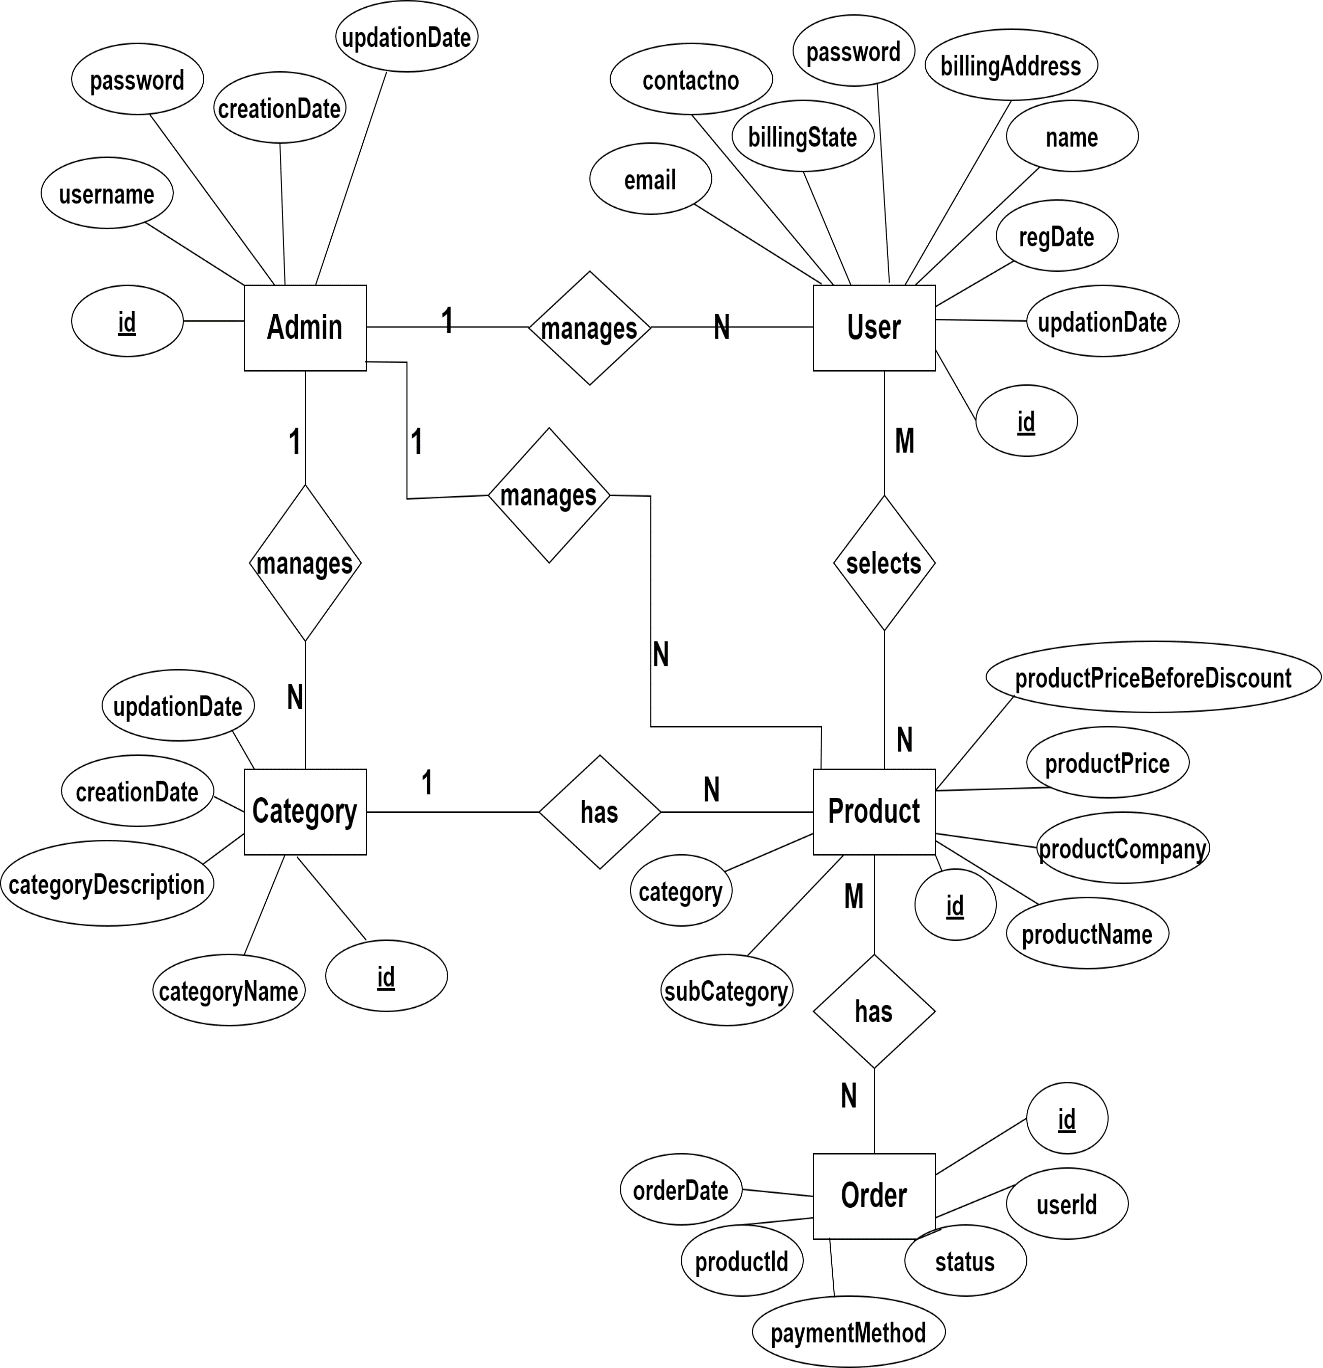 updationDate
password
creationDate
username
id
Admin
contactno
password
billingAddress
billingState
name
email
regDate
updationDate
id
User
1
manages
N
1
1
manages
M
manages
selects
N
N
N
updationDate
creationDate
categoryDescription
categoryName
id
Category
1
has
N
Product
productPriceBeforeDiscount
productPrice
productCompany
productName
id
category
subCategory
M
has
N
Order
id
userId
status
orderDate
productId
paymentMethod